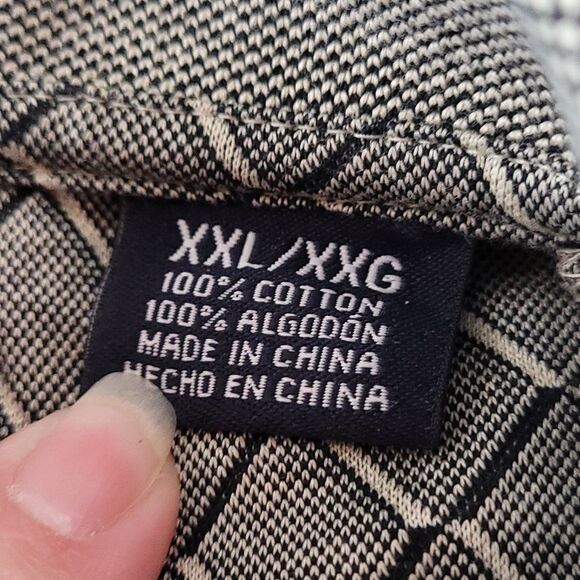 XXL/XXG
100% COTTON
100% ALGODÓN
MADE IN CHINA
HECHO EN CHINA